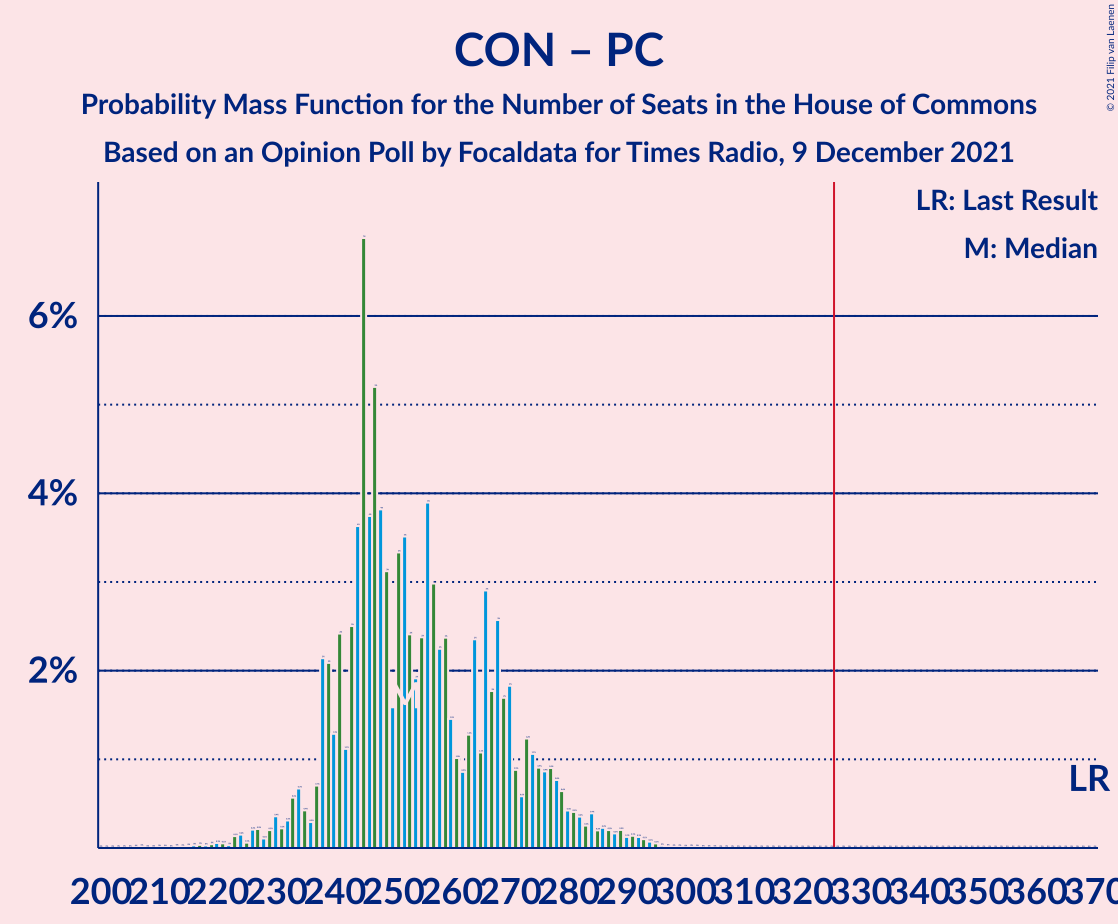 CON – PC
Probability Mass Function for the Number of Seats in the House of Commons
Based on an Opinion Poll by Focaldata for Times Radio, 9 December 2021
© 2021 Filip van Laenen
LR: Last Result
M: Median
6%
4%
2%
M
LR
200 210 220 230 240 250 260 270 280 290 300 310 320 330 340 350 360 370